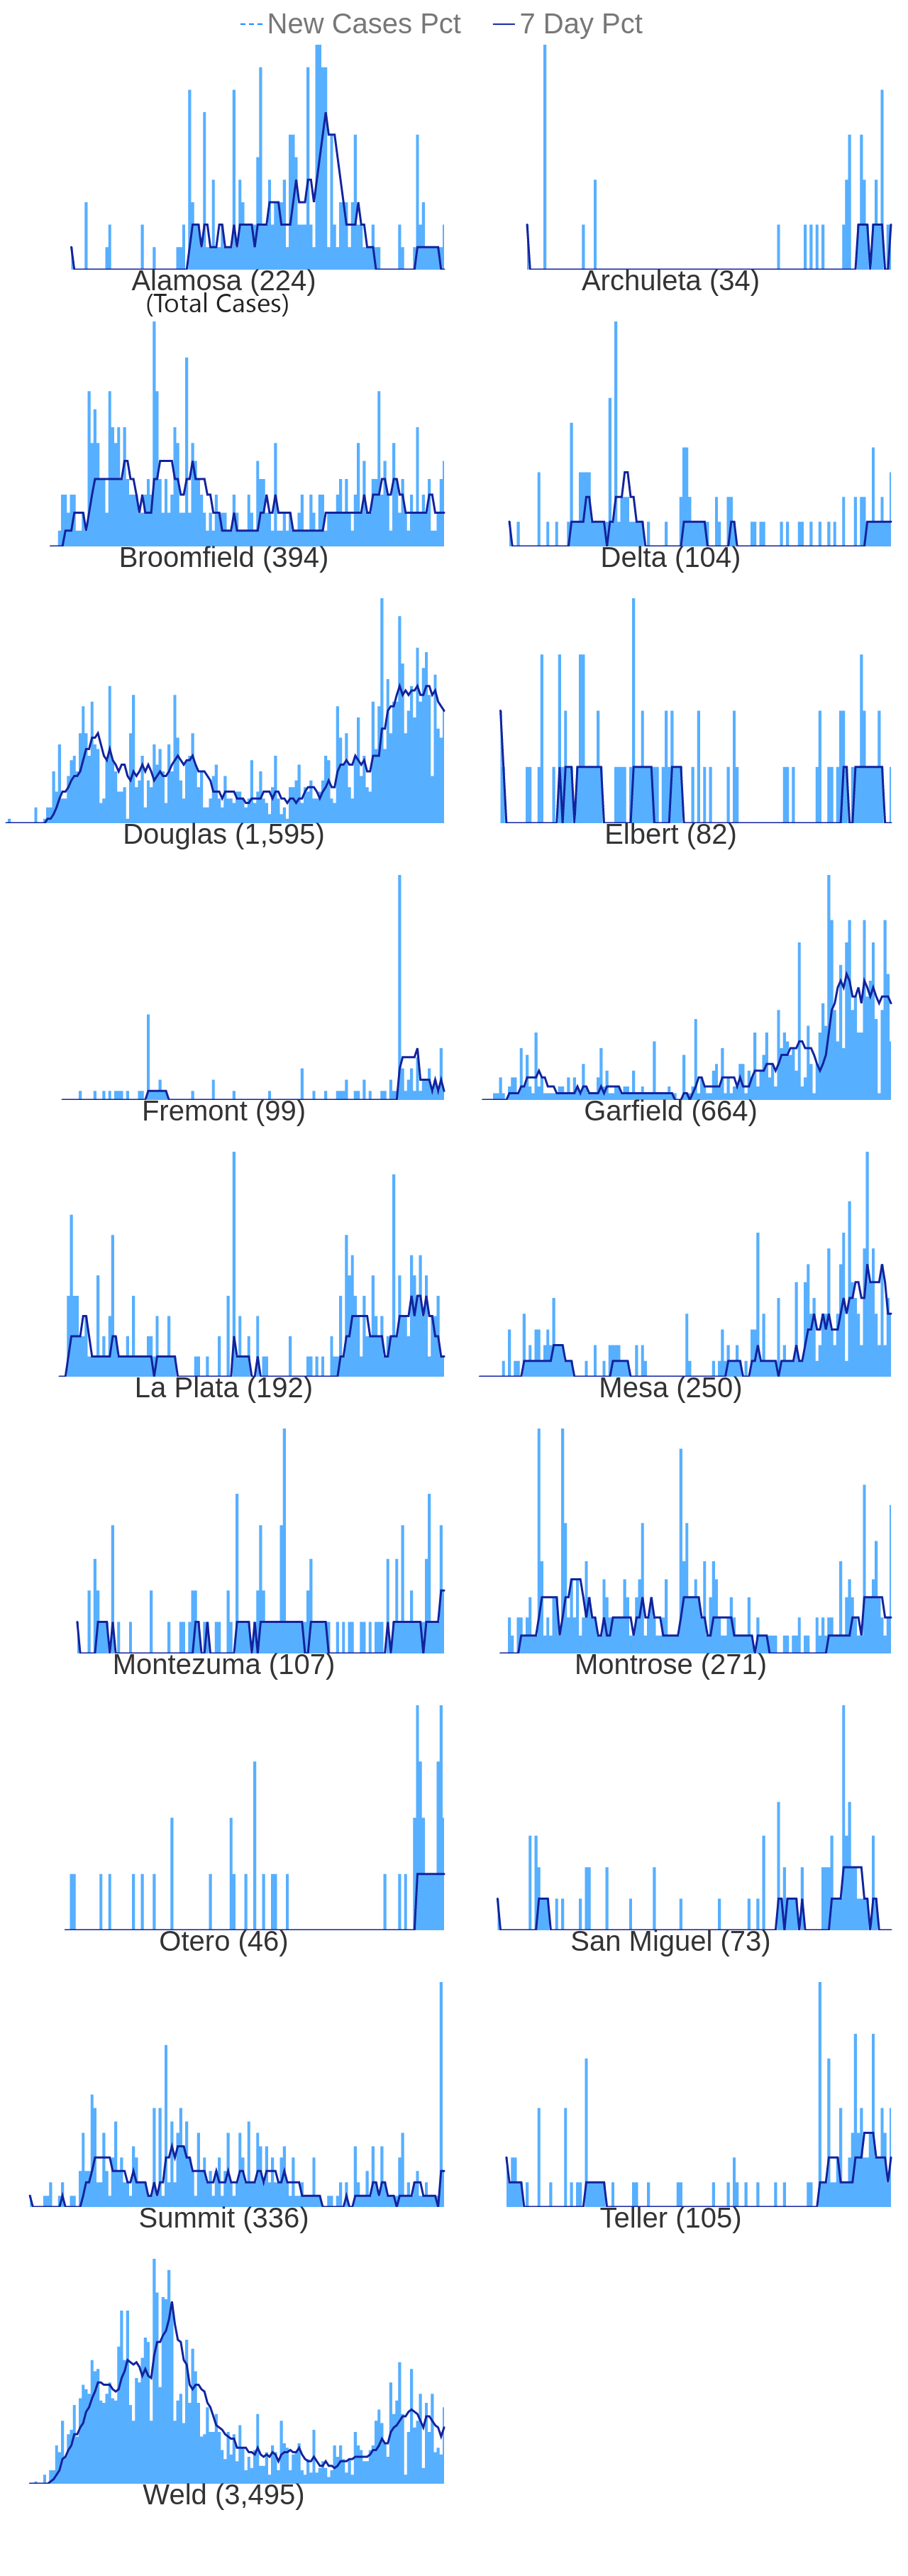 New Cases Pct 7 Day Pct
Alamosa (224) Archuleta (34)
(Total Cases)
Broomfield (394) Delta (104)
Douglas (1,595) Elbert (82)
Fremont (99) Garfield (664)
La Plata (192) Mesa (250)
Montezuma (107) Montrose (271)
Otero (46) San Miguel (73)
Summit (336) Teller (105)
Weld (3,495)